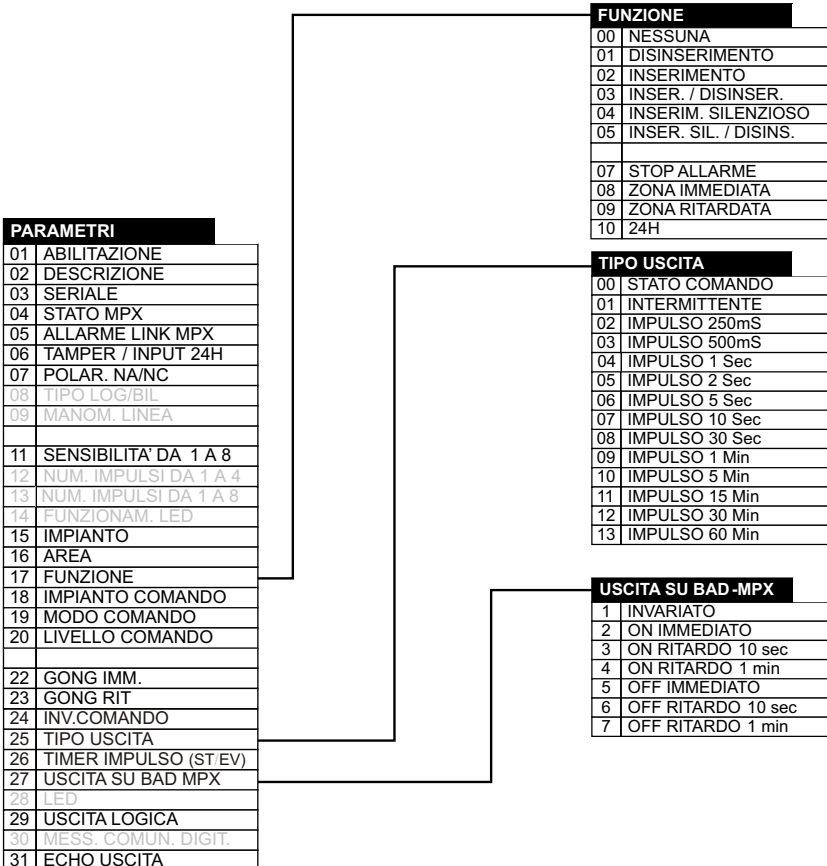 FUNZIONE
00 NESSUNA
01 DISINSERIMENTO
02 INSERIMENTO
03 INSER. / DISINSER.
04 INSERIM. SILENZIOSO
05 INSER. SIL. / DISINS.
07 STOP ALLARME
08 ZONA IMMEDIATA
09 ZONA RITARDATA
10 24H
PARAMETRI
01 ABILITAZIONE
02 DESCRIZIONE
03 SERIALE
04 STATO MPX
05 ALLARME LINK MPX
06 TAMPER / INPUT 24H
07 POLAR. NA/NC
08 TIPO LOG/BIL
09 MANOM. LINEA
11 SENSIBILITA' DA 1 A 8
12 NUM. IMPULSI DA 1 A 4
13 NUM. IMPULSI DA 1 A 8
14 FUNZIONAM. LED
15 IMPIANTO
16 AREA
17 FUNZIONE
18 IMPIANTO COMANDO
19 MODO COMANDO
20 LIVELLO COMANDO
22 GONG IMM.
23 GONG RIT
24 INV.COMANDO
25 TIPO USCITA
26 TIMER IMPULSO (ST/EV)
27 USCITA SU BAD MPX
28 LED
29 USCITA LOGICA
30 MESS. COMUN. DIGIT.
31 ECHO USCITA
TIPO USCITA
00 STATO COMANDO
01 INTERMITTENTE
02 IMPULSO 250mS
03 IMPULSO 500mS
04 IMPULSO 1 Sec
05 IMPULSO 2 Sec
06 IMPULSO 5 Sec
07 IMPULSO 10 Sec
08 IMPULSO 30 Sec
09 IMPULSO 1 Min
10 IMPULSO 5 Min
11 IMPULSO 15 Min
12 IMPULSO 30 Min
13 IMPULSO 60 Min
USCITA SU BAD-MPX
1 INVARIATO
2 ON IMMEDIATO
3 ON RITARDO 10 sec
4 ON RITARDO 1 min
5 OFF IMMEDIATO
6 OFF RITARDO 10 sec
7 OFF RITARDO 1 min